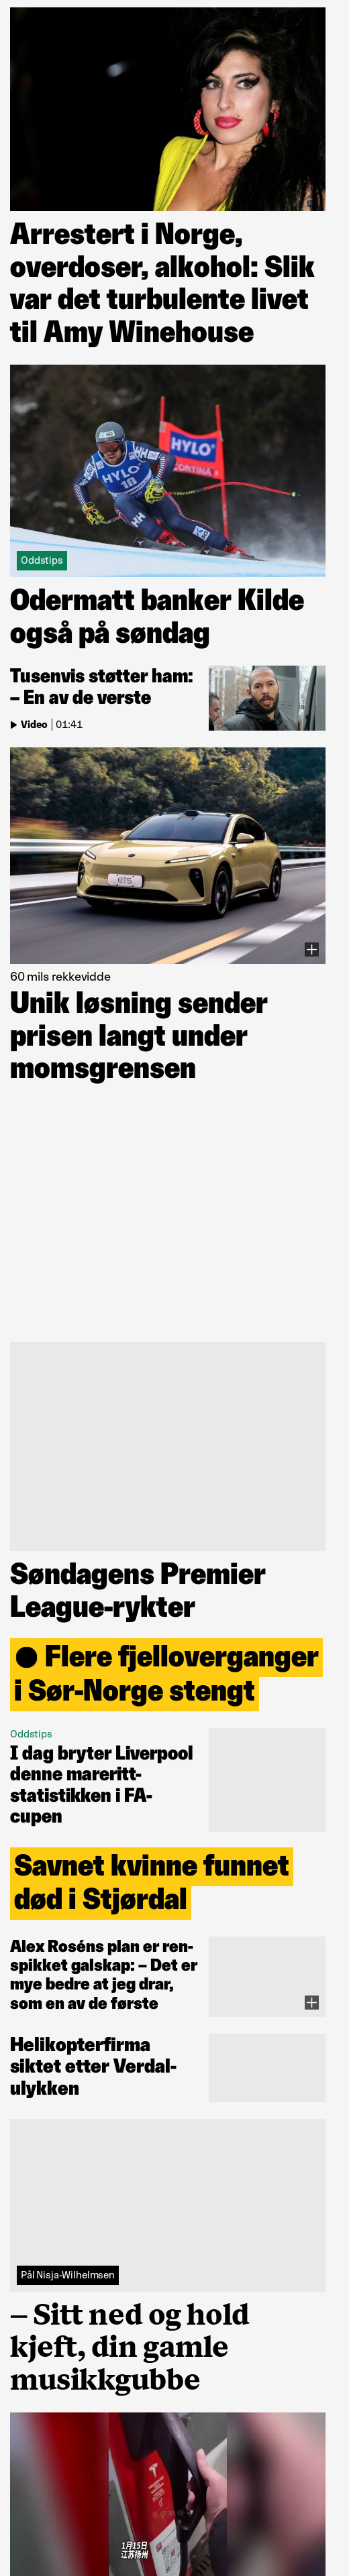 Arrestert i Norge,
overdoser, alkohol: Slik
var det turbulente livet
til Amy Winehouse
HYLO
CORTINA
HYLO
10
Oddstips
Odermatt banker Kilde
også på søndag
Tusenvis støtter ham:
– En av de verste
Video | 01:41
ET5
60 mils rekkevidde
Unik løsning sender
prisen langt under
momsgrensen
Søndagens Premier
League-rykter
● Flere fjelloverganger
i Sør-Norge stengt
Oddstips
I dag bryter Liverpool
denne mareritt-
statistikken i FA-
cupen
Savnet kvinne funnet
død i Stjørdal
Alex Roséns plan er ren-
spikket galskap: – Det er
mye bedre at jeg drar,
som en av de første
Helikopterfirma
siktet etter Verdal-
ulykken
Pål Nisja-Wilhelmsen
– Sitt ned og hold
kjeft, din gamle
musikkgubbe
1月15日
江苏扬州